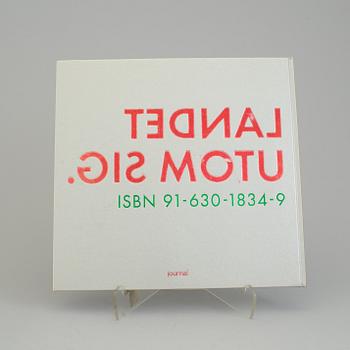 LANDET
UTOM SIG.
ISBN 91-630-1834-9
journal